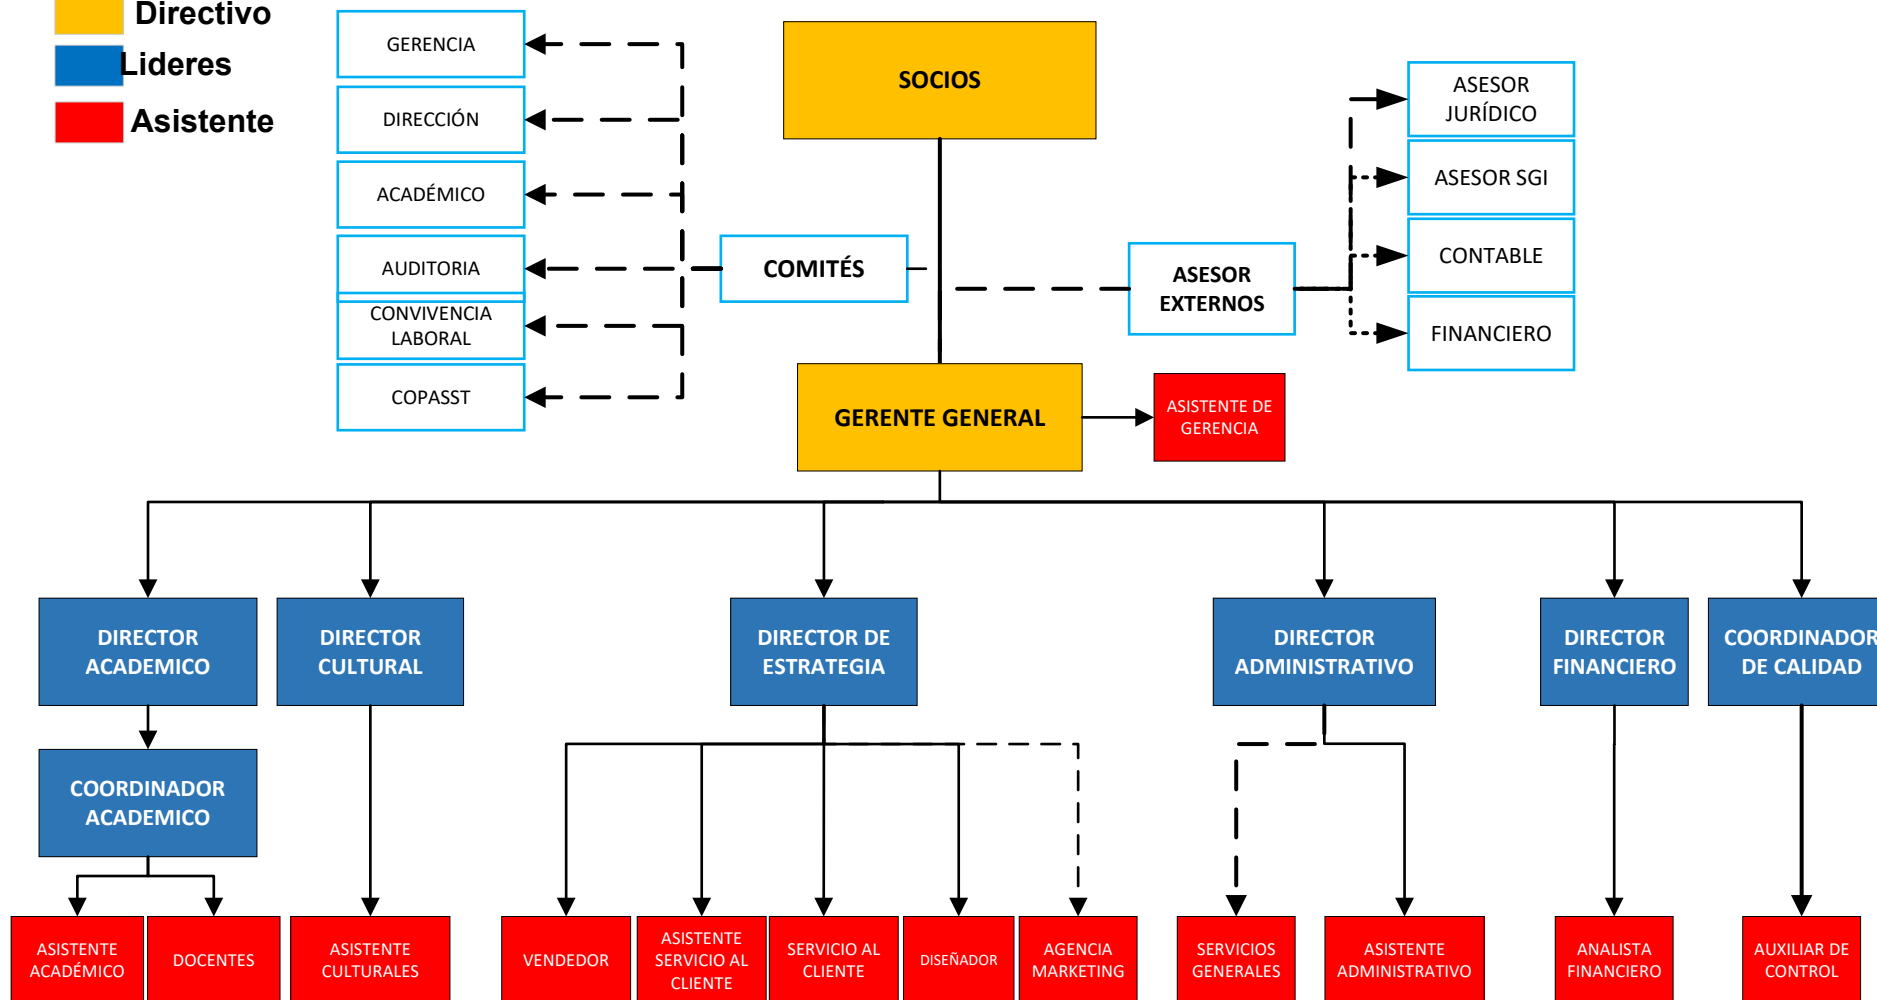 Directivo
Lideres
Asistente
GERENCIA
DIRECCIÓN
ACADÉMICO
AUDITORIA
CONVIVENCIA
LABORAL
COPASST
COMITÉS
SOCIOS
ASESOR
EXTERNOS
ASESOR
JURÍDICO
ASESOR SGI
CONTABLE
FINANCIERO
GERENTE GENERAL
ASISTENTE DE
GERENCIA
DIRECTOR
ACADEMICO
DIRECTOR
CULTURAL
DIRECTOR DE
ESTRATEGIA
DIRECTOR
ADMINISTRATIVO
DIRECTOR
FINANCIERO
COORDINADOR
DE CALIDAD
COORDINADOR
ACADEMICO
ASISTENTE
ACADÉMICO
DOCENTES
ASISTENTE
CULTURALES
VENDEDOR
ASISTENTE
SERVICIO AL
CLIENTE
SERVICIO AL
CLIENTE
DISEÑADOR
AGENCIA
MARKETING
SERVICIOS
GENERALES
ASISTENTE
ADMINISTRATIVO
ANALISTA
FINANCIERO
AUXILIAR DE
CONTROL